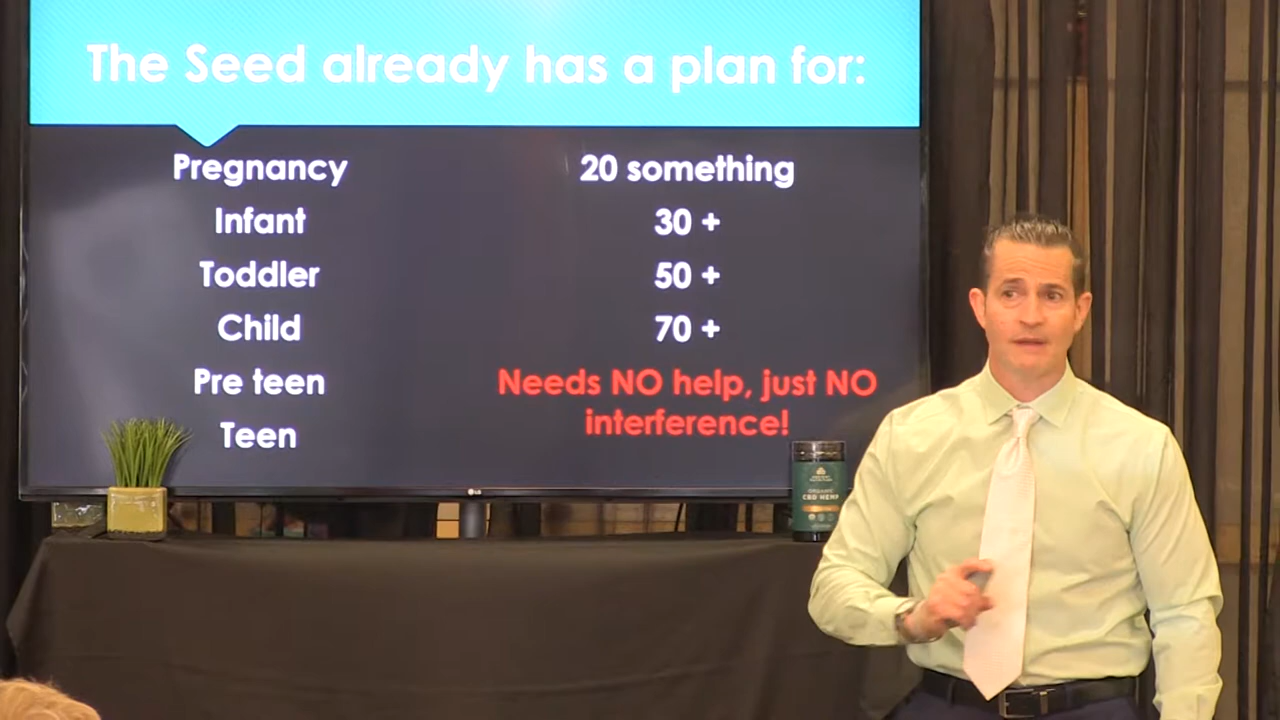 The Seed already has a plan for:
Pregnancy
Infant
Toddler
Child
Pre teen
Teen
20 something
30 +
50 +
70 +
Needs NO help, just NO
interference!
LG
ORGANIC
CBD HEMP